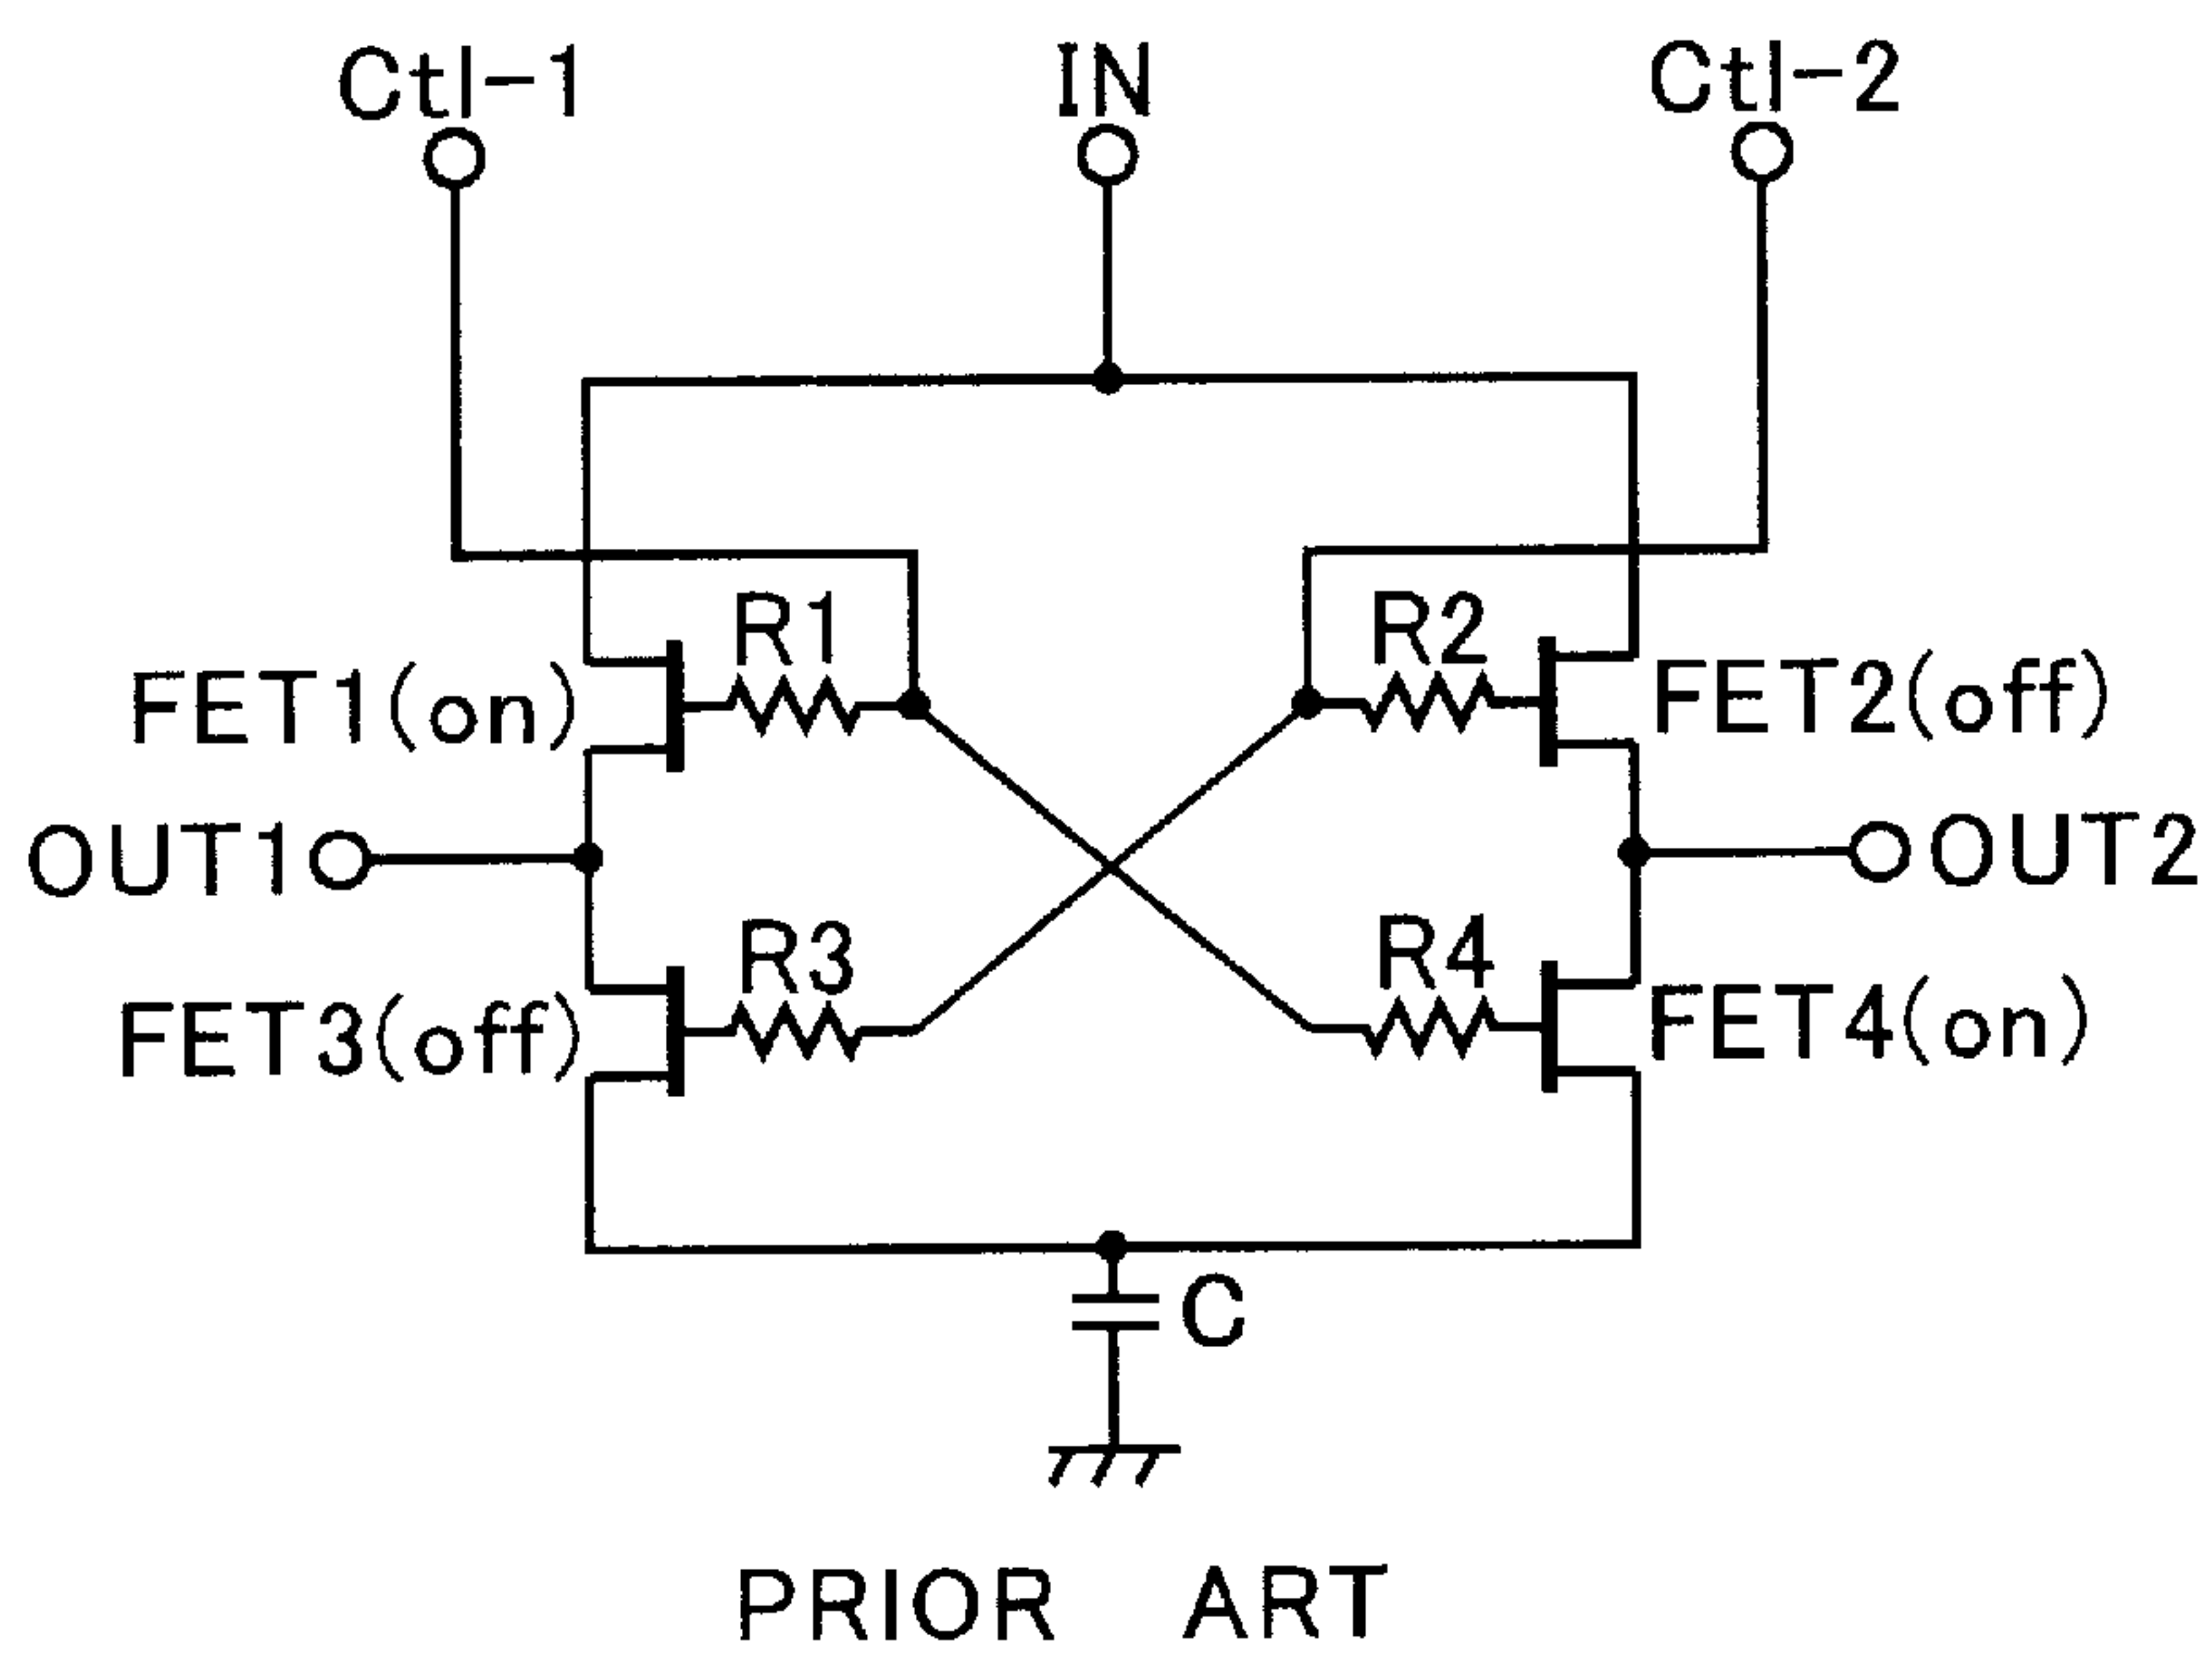 Ctl-1
IN
Ctl-2
R1
R2
FET1(on)
FET2(off)
OUT1
OUT2
R3
R4
FET3(off)
FET4(on)
C
PRIOR ART